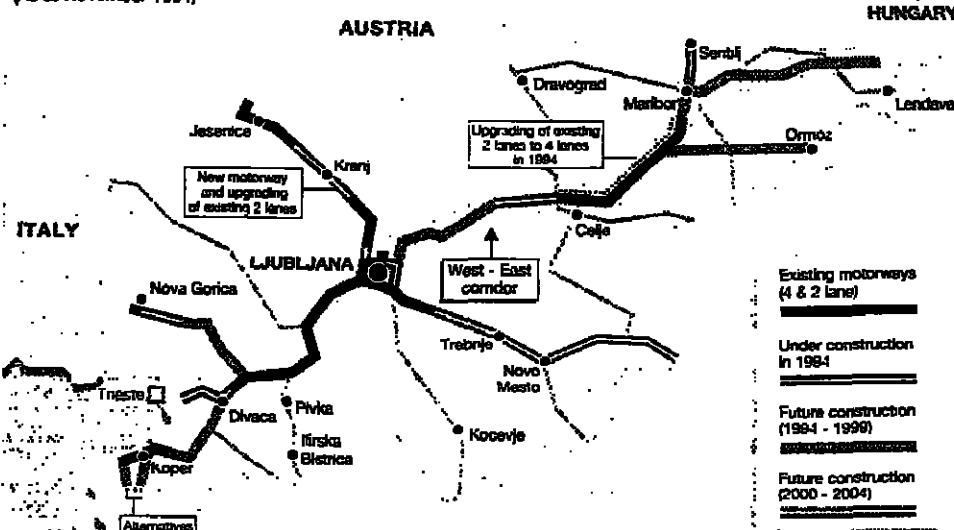 HUNGARY
AUSTRIA
Sentilj
Dravograd
Maribor
Lendava
Jesenice
Upgrading of existing
2 lanes to 4 lanes
in 1994
Ormoz
Kranj
New motorway
and upgrading
of existing 2 lanes
ITALY
Celje
LJUBLJANA
West - East
corridor
Nova Gorica
Existing motorways
(4 & 2 lane)
Trebnje
Novo
Mesto
Under construction
in 1994
Trieste
Divaca
Pivka
Kocevje
Future construction
(1994 - 1999)
Ilirska
Bistrica
Koper
Future construction
(2000 - 2004)
Alternatives